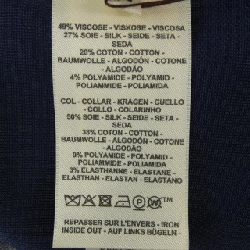 49% VISCOSE - VISKOSE - VISCOSA
27% SOIE - SILK - SEIDE - SETA -
SEDA
20% COTON - COTTON -
BAUMWOLLE - ALGODÓN - COTONE
- ALGODÃO
4% POLYAMIDE - POLYAMID -
POLIAMMIDE - POLIAMIDA
COL - COLLAR - KRAGEN - CUELLO
- COLLO - COLARINHO
50% SOIE - SILK - SEIDE - SETA -
SEDA
38% COTON - COTTON -
BAUMWOLLE - ALGODÓN - COTONE
- ALGODÃO
9% POLYAMIDE - POLYAMID -
POLIAMMIDE - POLIAMIDA
3% ELASTHANNE - ELASTANE -
ELASTHAN - ELASTAN - ELASTANO
P W
REPASSER SUR L'ENVERS - IRON
INSIDE OUT - AUF LINKS BÜGELN -